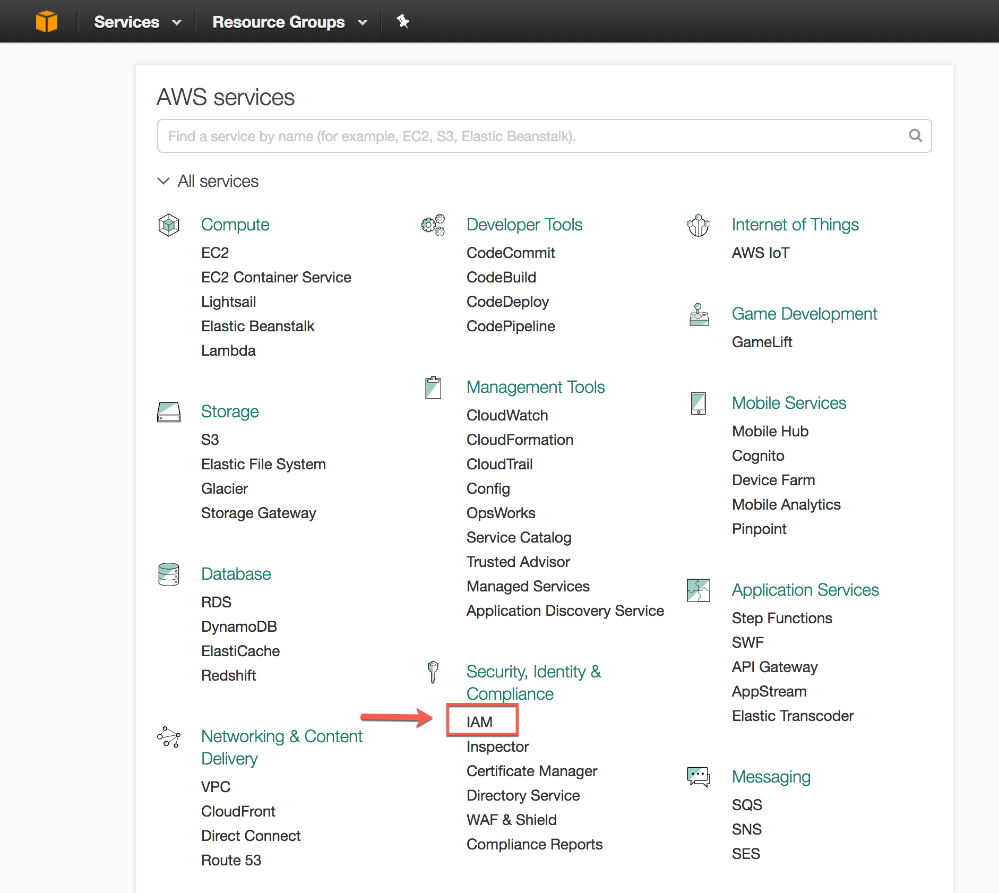 Services
Resource Groups
AWS services
Find a service by name (for example, EC2, S3, Elastic Beanstalk).
All services
Compute
EC2
EC2 Container Service
Lightsail
Elastic Beanstalk
Lambda
Storage
S3
Elastic File System
Glacier
Storage Gateway
Database
RDS
DynamoDB
ElastiCache
Redshift
Networking & Content
Delivery
VPC
CloudFront
Direct Connect
Route 53
Developer Tools
CodeCommit
CodeBuild
CodeDeploy
CodePipeline
Management Tools
CloudWatch
CloudFormation
CloudTrail
Config
OpsWorks
Service Catalog
Trusted Advisor
Managed Services
Application Discovery Service
Security, Identity &
Compliance
IAM
Inspector
Certificate Manager
Directory Service
WAF & Shield
Compliance Reports
Internet of Things
AWS IoT
Game Development
GameLift
Mobile Services
Mobile Hub
Cognito
Device Farm
Mobile Analytics
Pinpoint
Application Services
Step Functions
SWF
API Gateway
AppStream
Elastic Transcoder
Messaging
SQS
SNS
SES